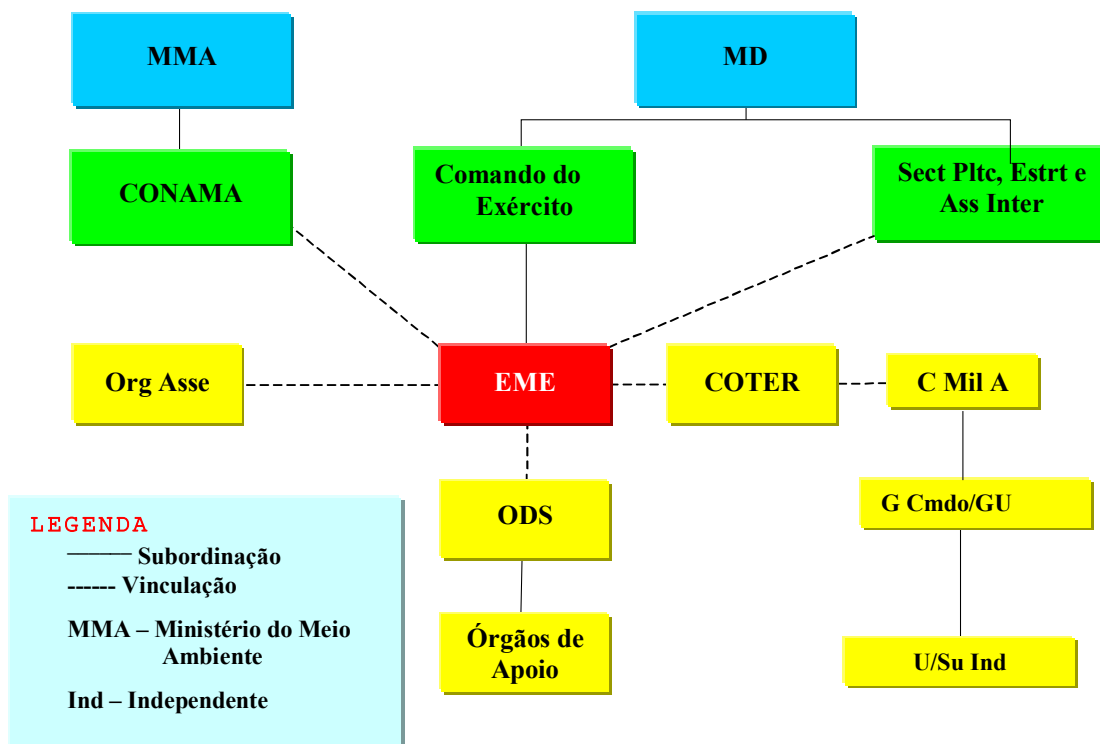 MMA
MD
CONAMA
Comando do
Exército
Sect Pltc, Estrt e
Ass Inter
Org Asse
EME
COTER
C Mil A
ODS
G Cmdo/GU
Órgãos de
Apoio
U/Su Ind
LEGENDA
Subordinação
------ Vinculação
MMA – Ministério do Meio
Ambiente
Ind – Independente